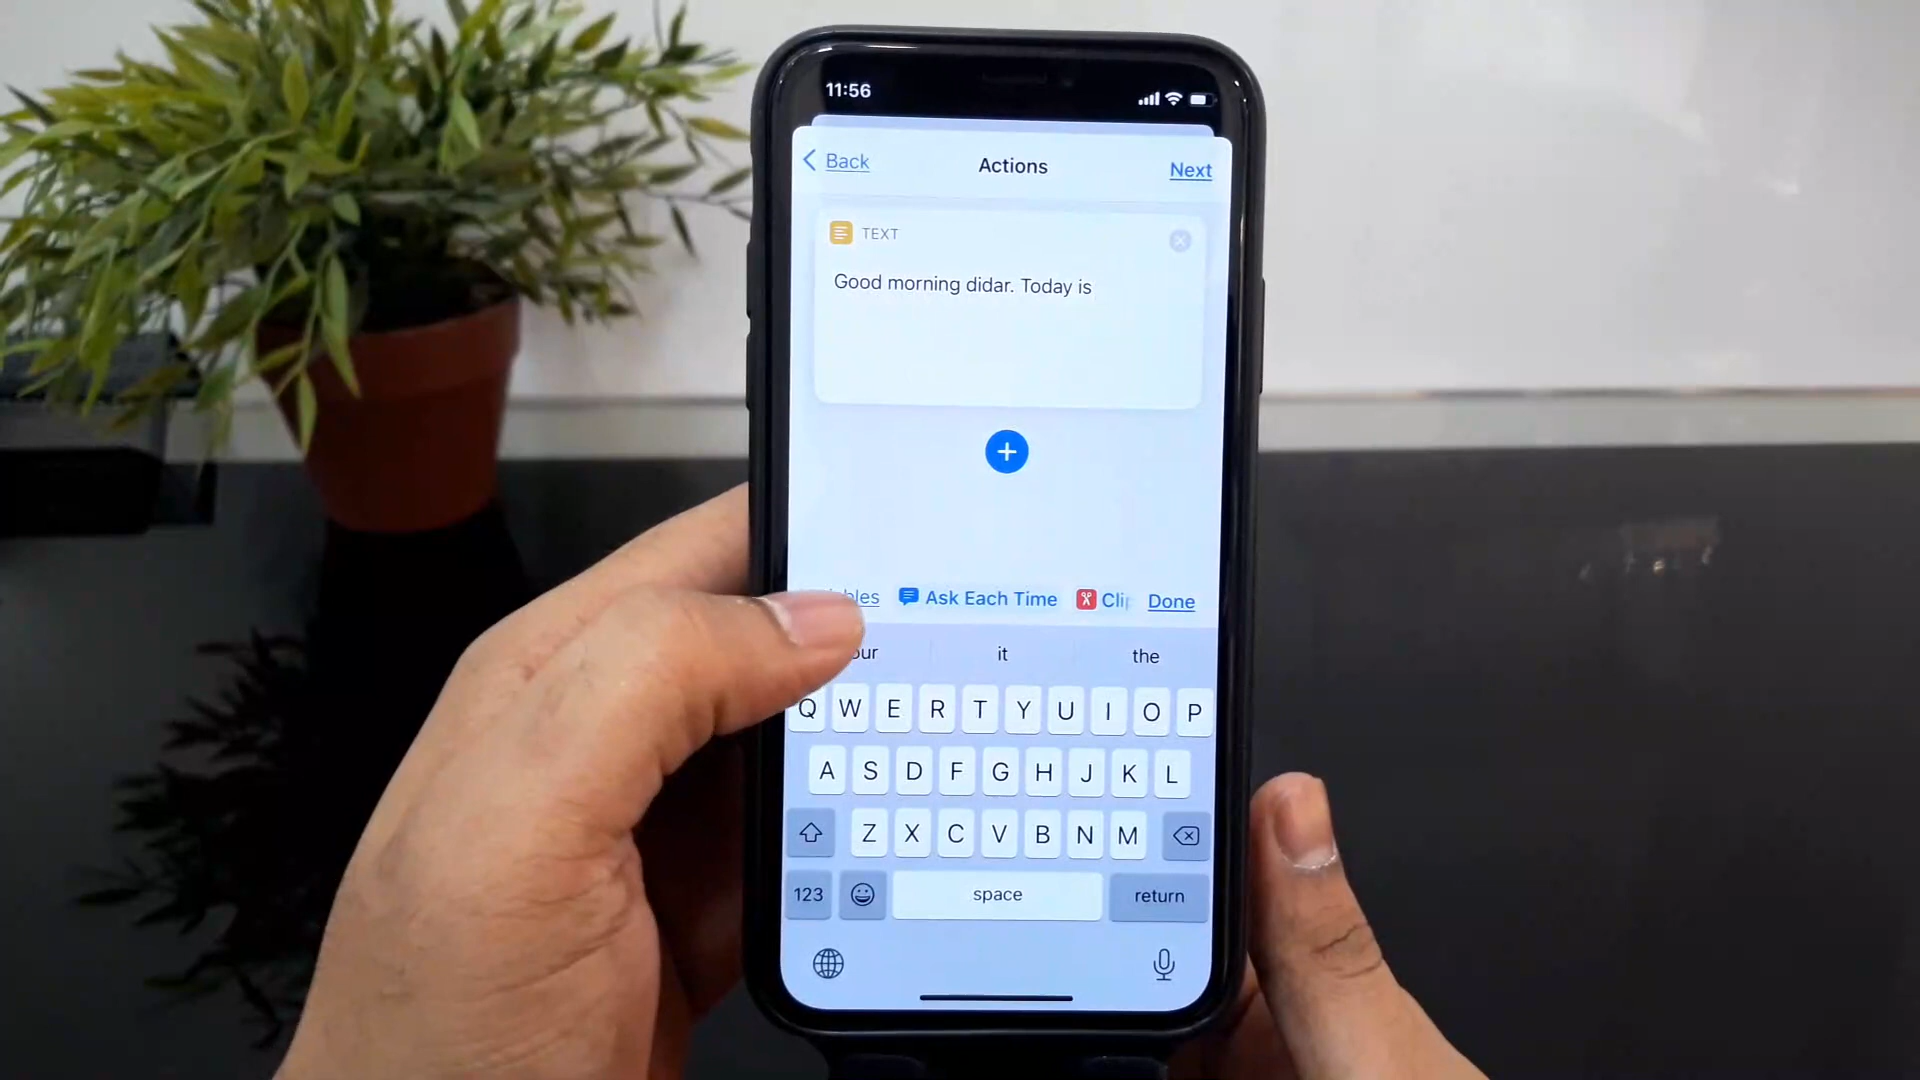 11:56
Back
Actions
Next
TEXT
Good morning didar. Today is
Ask Each Time
Done
it
the
Q W E R T Y U I O P
A S D F G H J K L
Z X C V B N M
123
space
return